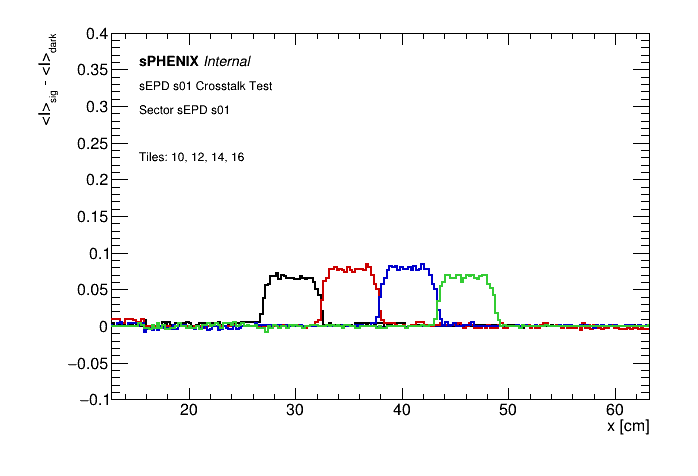 <I>sig - <I>dark
0.4
0.35
0.3
0.25
0.2
0.15
0.1
0.05
0
−0.05
−0.1
sPHENIX Internal
sEPD s01 Crosstalk Test
Sector sEPD s01
Tiles: 10, 12, 14, 16
20 30 40 50 60
x [cm]